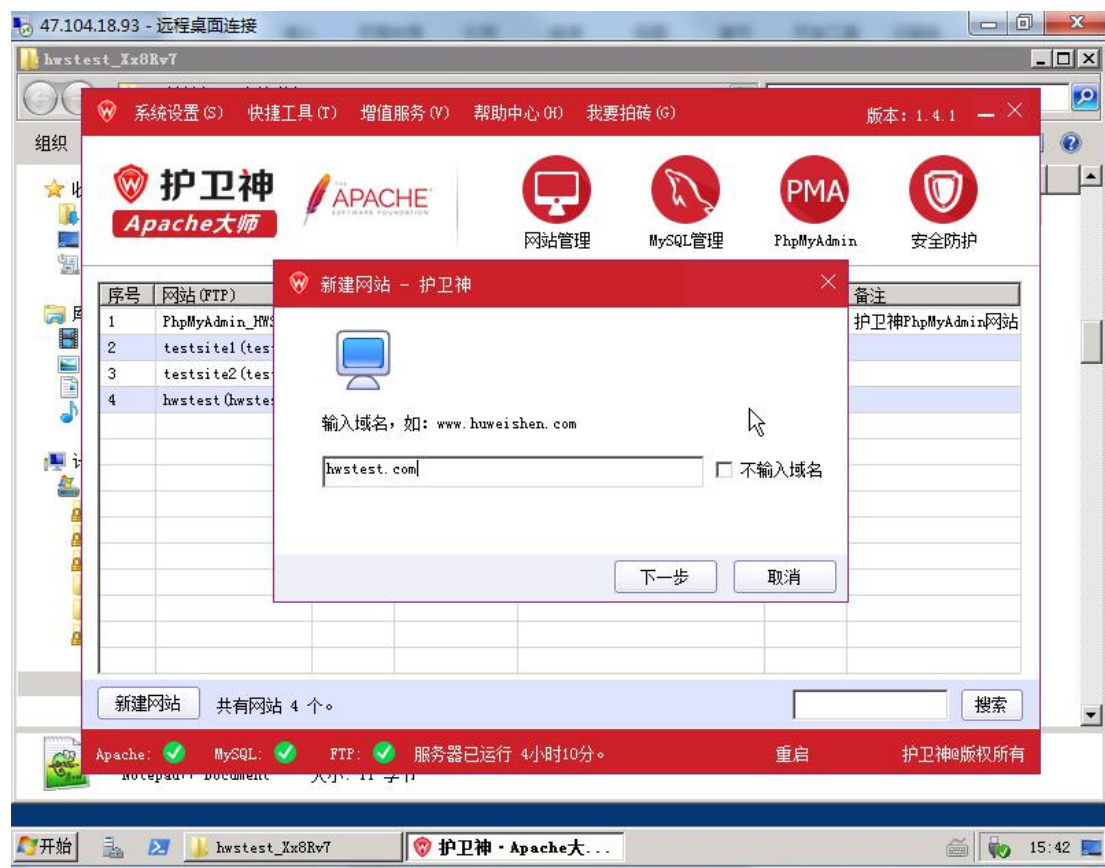 47.104.18.93 - 远程桌面连接
hwstest_Xx8Rv7
系统设置(S) 快捷工具(T) 增值服务(V) 帮助中心(H) 我要拍砖(G) 版本: 1.4.1
组织
护卫神
Apache大师
THE
APACHE
SOFTWARE FOUNDATION
PMA
网站管理 MySQL管理 PhpMyAdmin 安全防护
新建网站 - 护卫神
序号 网站(FTP) 备注
1 PhpMyAdmin_HWS 护卫神PhpMyAdmin网站
2 testsite1(tes
3 testsite2(tes
4 hwstest(hwste
输入域名，如: www.huweishen.com
hwstest.com 不输入域名
下一步 取消
新建网站 共有网站 4 个。 搜索
Apache: MySQL: FTP: 服务器已运行 4小时10分。 重启 护卫神@版权所有
开始 hwstest_Xx8Rv7 护卫神·Apache大... 15:42